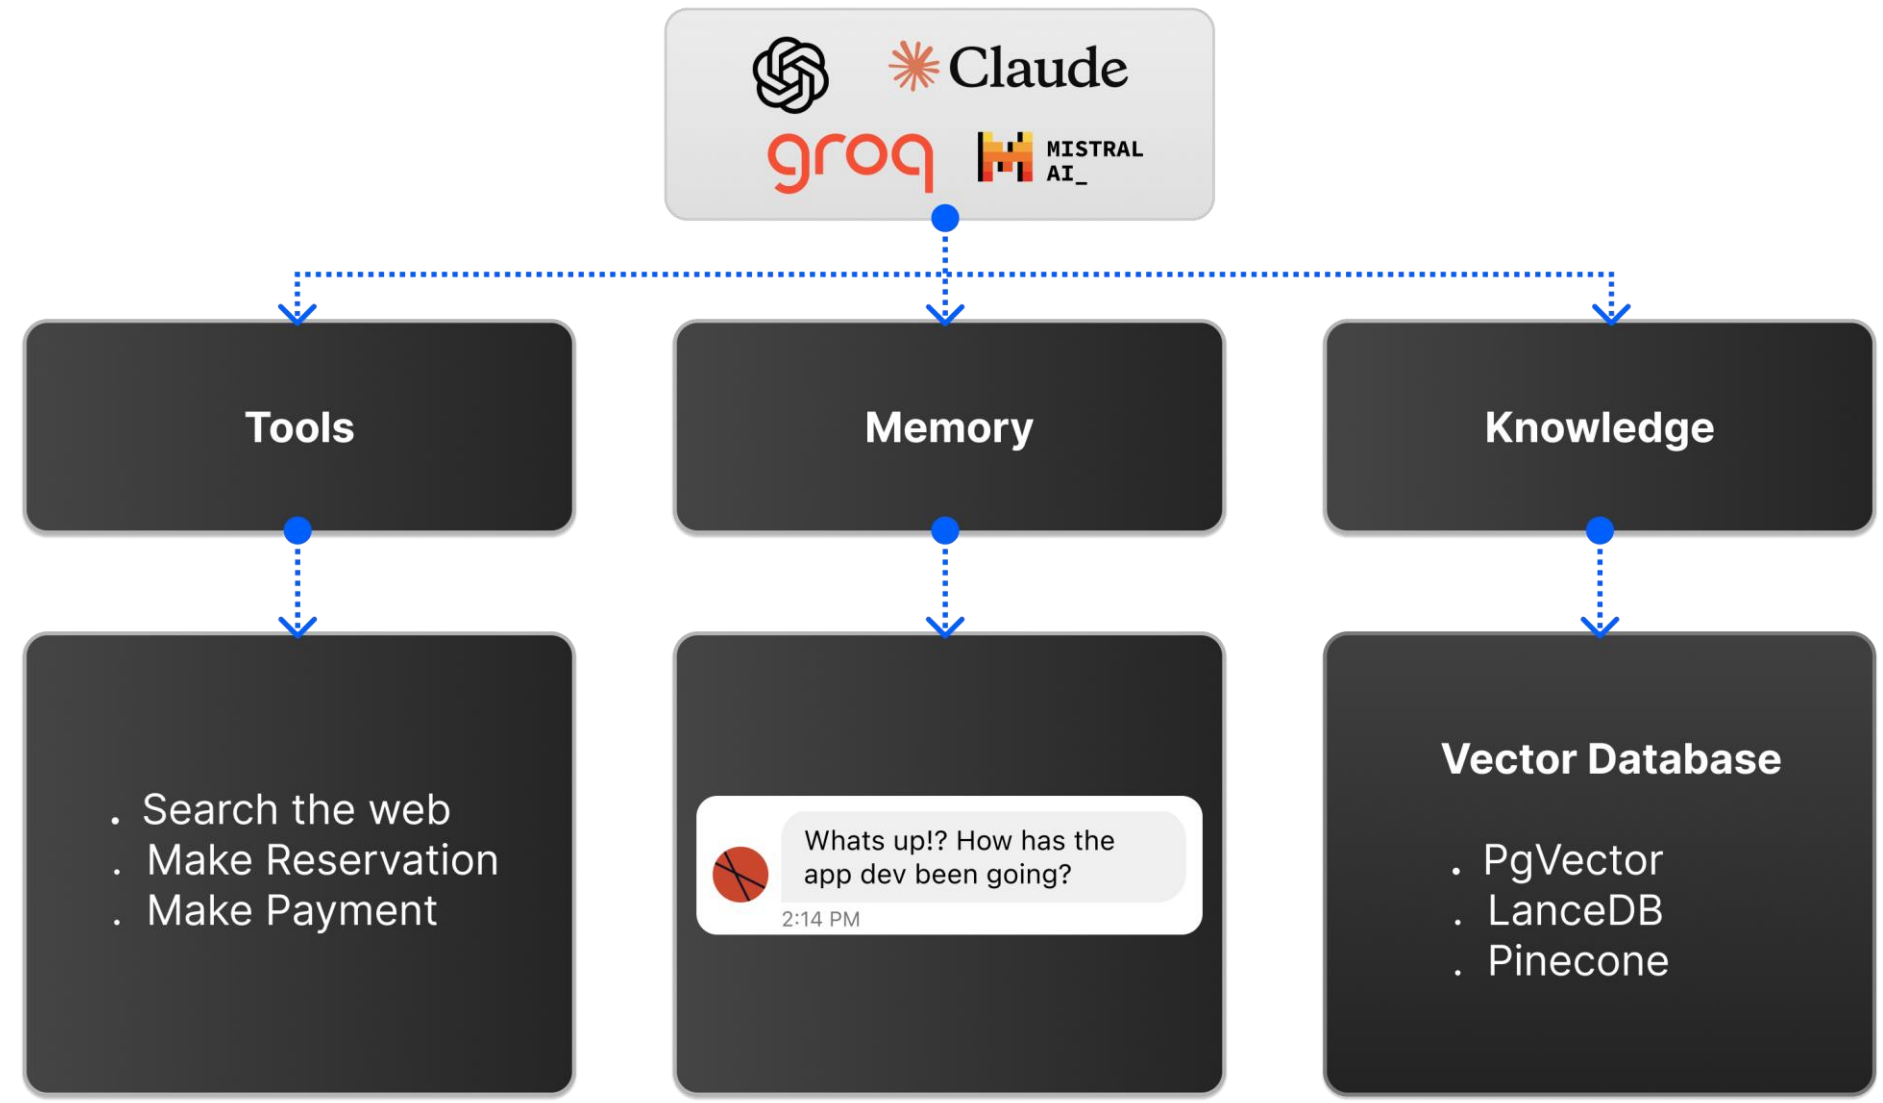 Claude
groq
MISTRAL
AI_
Tools
Memory
Knowledge
. Search the web
. Make Reservation
. Make Payment
Whats up!? How has the
app dev been going?
2:14 PM
Vector Database
. PgVector
. LanceDB
. Pinecone